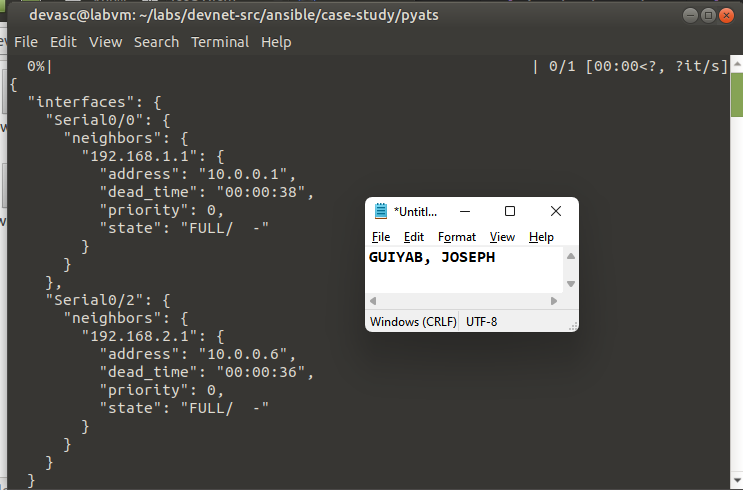 devasc@labvm: ~/labs/devnet-src/ansible/case-study/pyats
File Edit View Search Terminal Help
0%| | 0/1 [00:00<?, ?it/s]
{
"interfaces": {
"Serial0/0": {
"neighbors": {
"192.168.1.1": {
"address": "10.0.0.1",
"dead_time": "00:00:38",
"priority": 0,
"state": "FULL/  -"
}
}
},
"Serial0/2": {
"neighbors": {
"192.168.2.1": {
"address": "10.0.0.6",
"dead_time": "00:00:36",
"priority": 0,
"state": "FULL/  -"
}
}
}
}
*Untitl...
File Edit Format View Help
GUIYAB, JOSEPH
Windows (CRLF) UTF-8